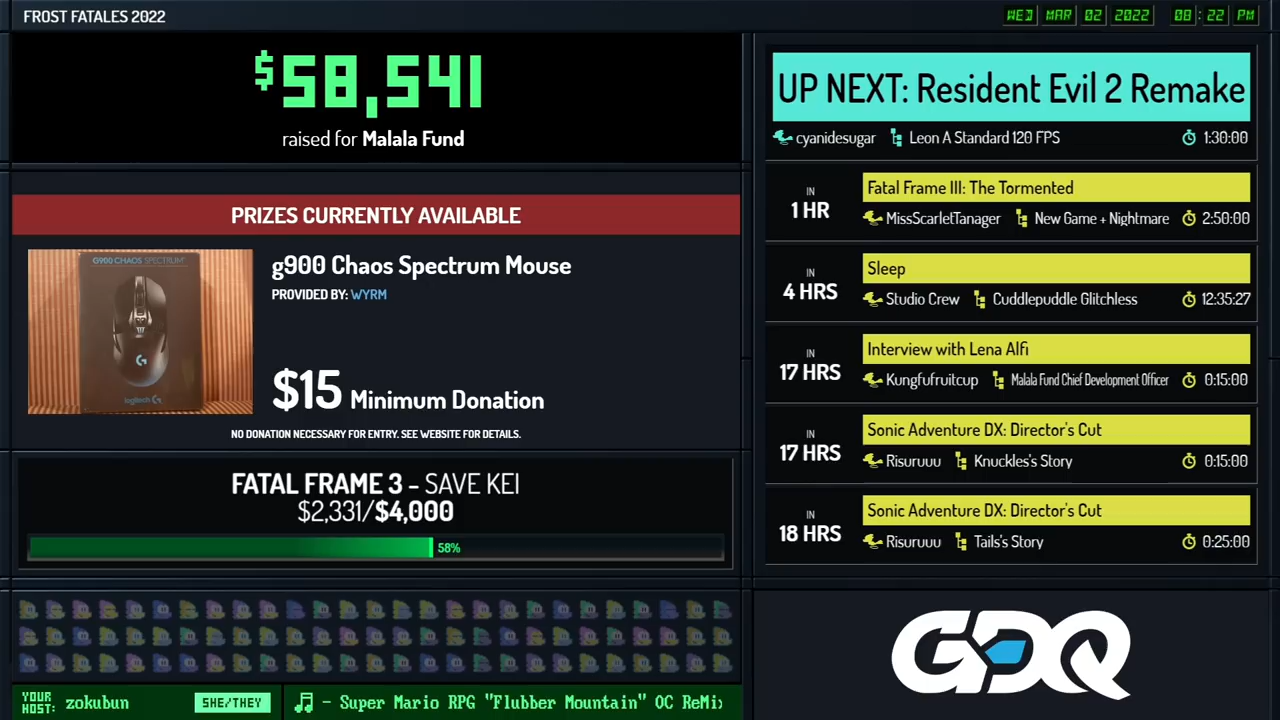 FROST FATALES 2022
WED MAR 02 2022 08:22 PM
$58,541
raised for Malala Fund
PRIZES CURRENTLY AVAILABLE
G900 CHAOS SPECTRUM
logitech G
g900 Chaos Spectrum Mouse
PROVIDED BY: WYRM
$15 Minimum Donation
NO DONATION NECESSARY FOR ENTRY. SEE WEBSITE FOR DETAILS.
FATAL FRAME 3 - SAVE KEI
$2,331/$4,000
58%
YOUR HOST: zokubun SHE/THEY
- Super Mario RPG "Flubber Mountain" OC ReMi
UP NEXT: Resident Evil 2 Remake
cyanidesugar Leon A Standard 120 FPS 1:30:00
IN 1 HR
Fatal Frame III: The Tormented
MissScarletTanager New Game + Nightmare 2:50:00
IN 4 HRS
Sleep
Studio Crew Cuddlepuddle Glitchless 12:35:27
IN 17 HRS
Interview with Lena Alfi
Kungfufruitcup Malala Fund Chief Development Officer 0:15:00
IN 17 HRS
Sonic Adventure DX: Director's Cut
Risuruuu Knuckles's Story 0:15:00
IN 18 HRS
Sonic Adventure DX: Director's Cut
Risuruuu Tails's Story 0:25:00
GDQ